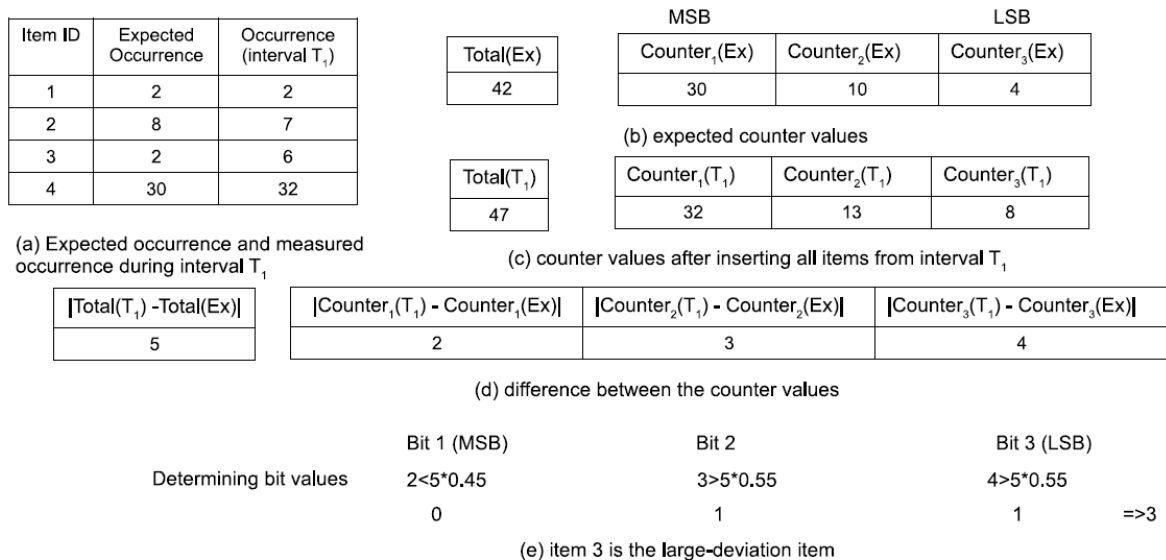 Item ID Expected Occurrence Occurrence (interval T₁)
1 2 2
2 8 7
3 2 6
4 30 32
(a) Expected occurrence and measured
occurrence during interval T₁
MSB LSB
Total(Ex) Counter₁(Ex) Counter₂(Ex) Counter₃(Ex)
42 30 10 4
(b) expected counter values
Total(T₁) Counter₁(T₁) Counter₂(T₁) Counter₃(T₁)
47 32 13 8
(c) counter values after inserting all items from interval T₁
|Total(T₁) -Total(Ex)| |Counter₁(T₁) - Counter₁(Ex)| |Counter₂(T₁) - Counter₂(Ex)| |Counter₃(T₁) - Counter₃(Ex)|
5 2 3 4
(d) difference between the counter values
Bit 1 (MSB) Bit 2 Bit 3 (LSB)
Determining bit values 2<5*0.45 3>5*0.55 4>5*0.55
0 1 1 =>3
(e) item 3 is the large-deviation item